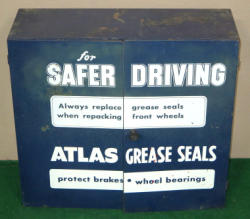 for
SAFER DRIVING
Always replace grease seals
when repacking front wheels
ATLAS GREASE SEALS
protect brakes • wheel bearings